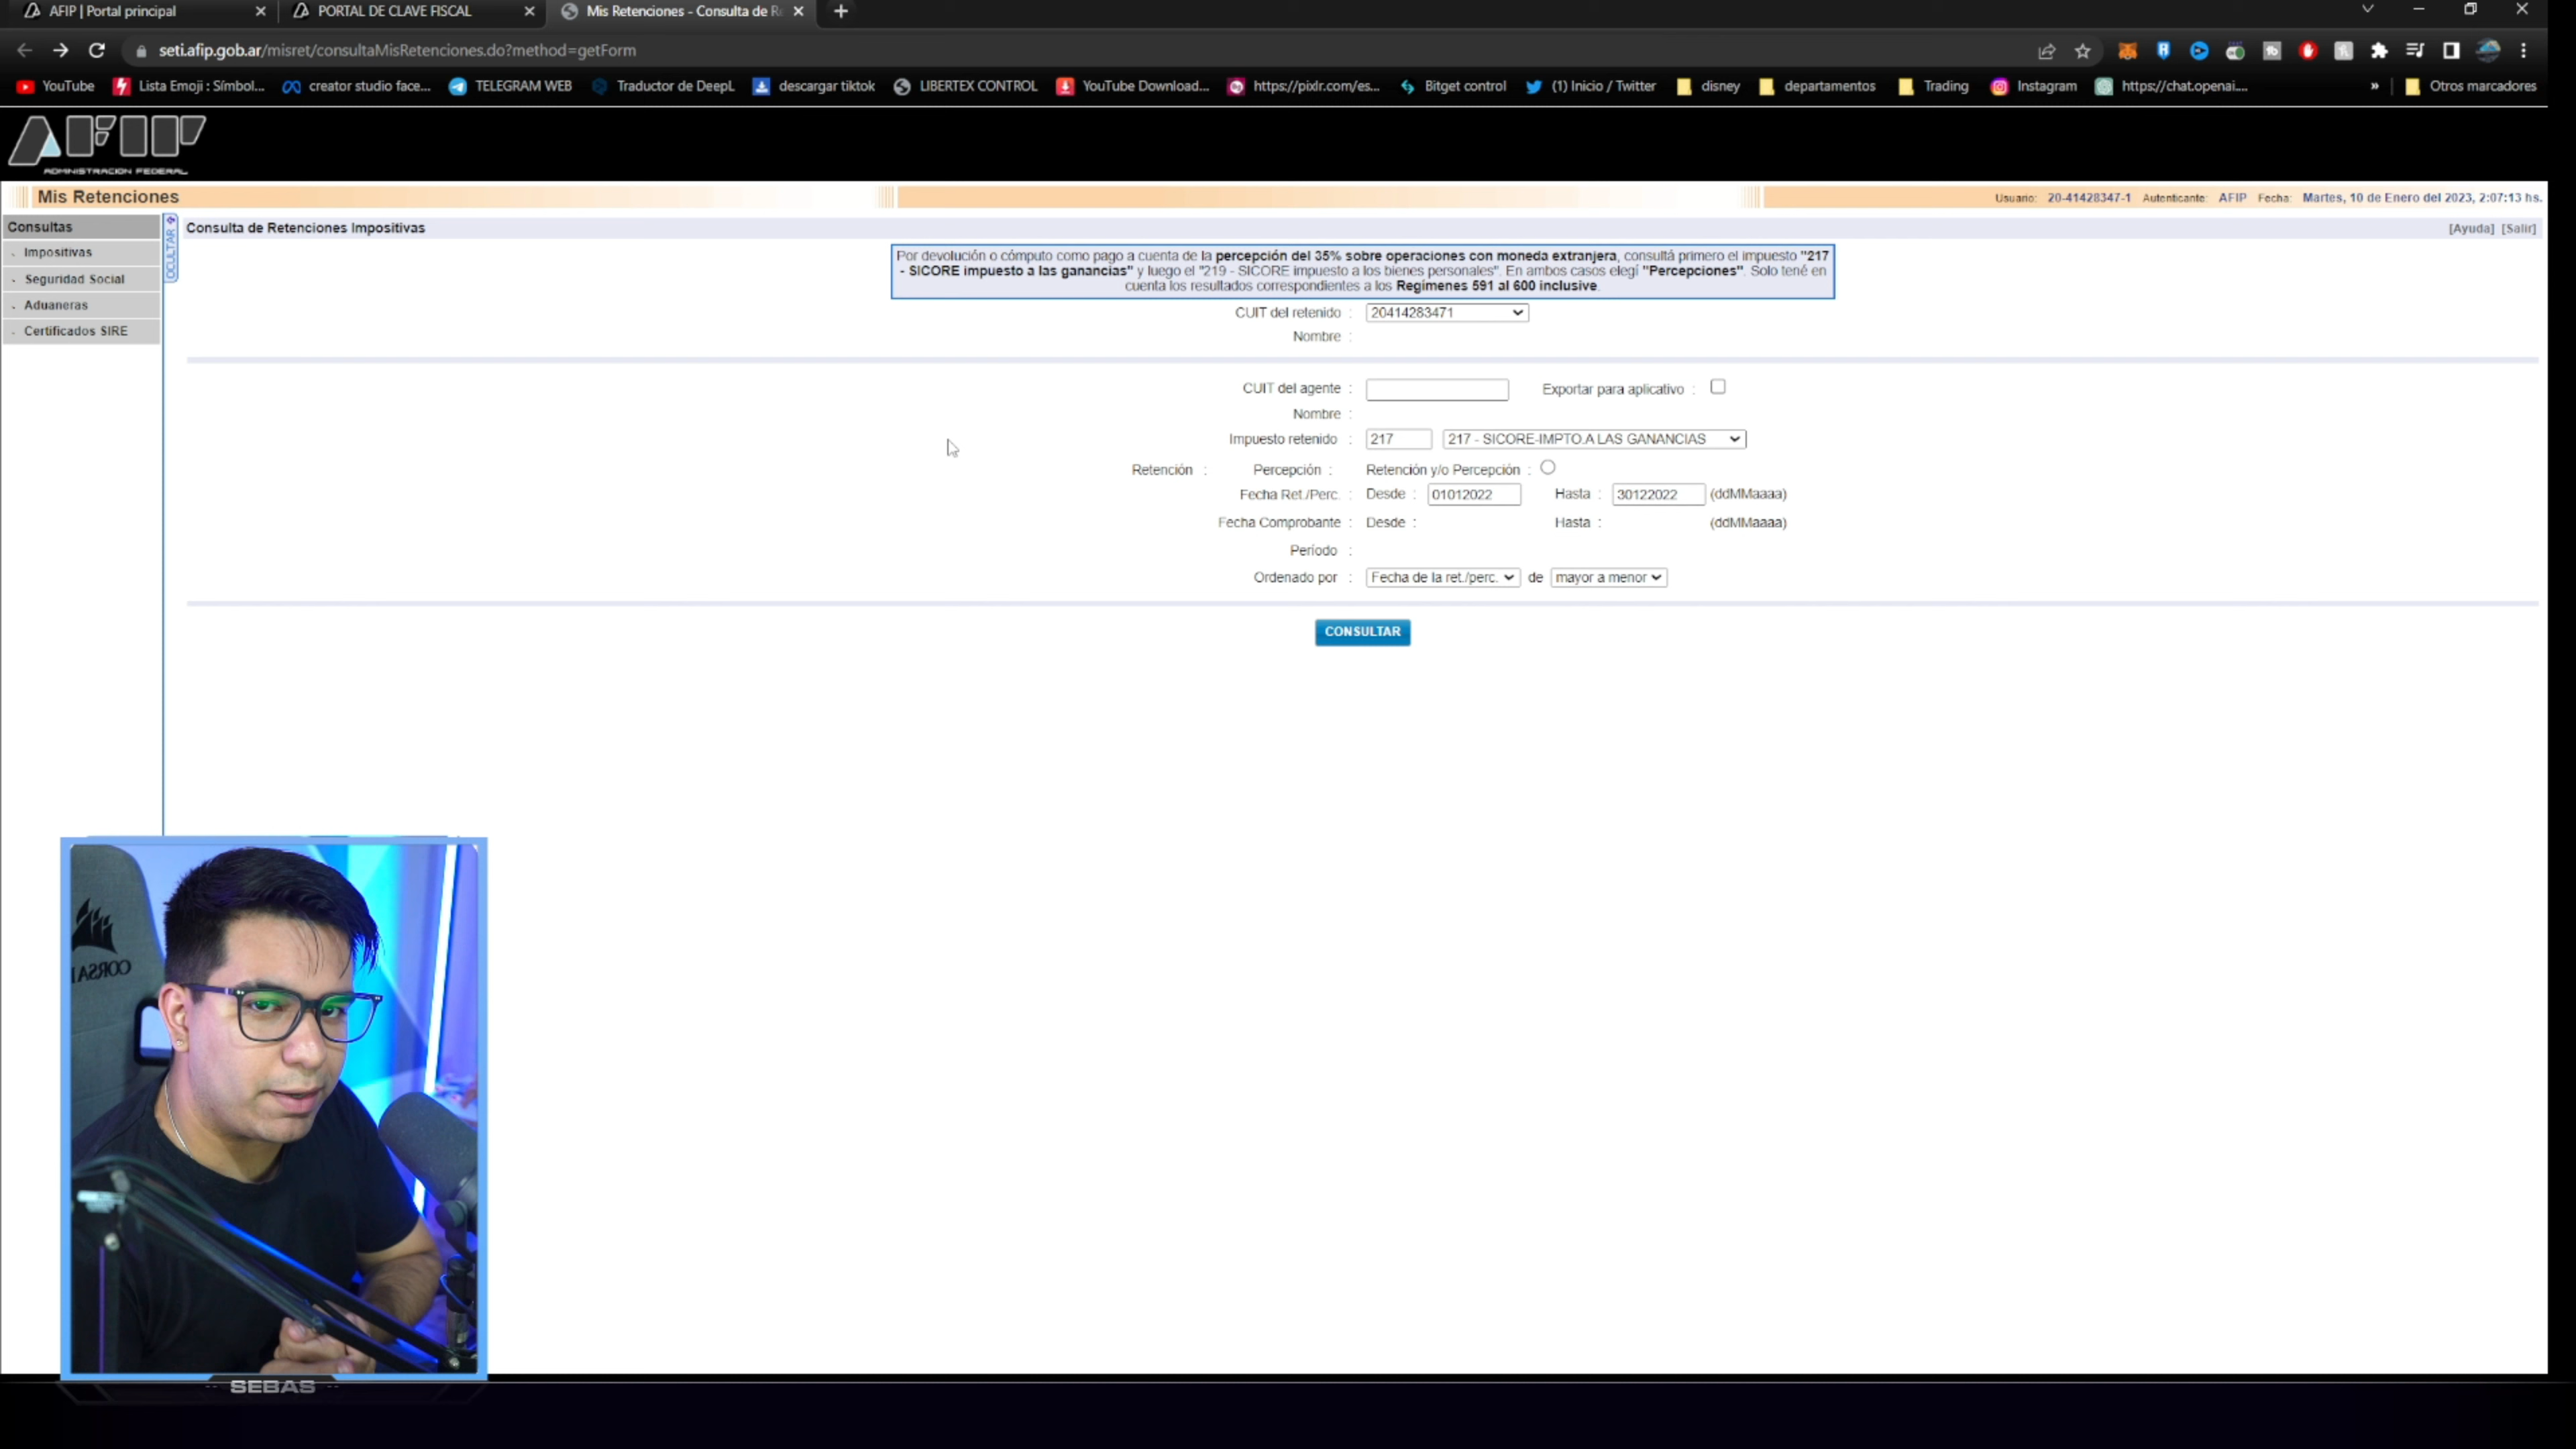 AFIP | Portal principal
PORTAL DE CLAVE FISCAL
Mis Retenciones - Consulta de Re
seti.afip.gob.ar/misret/consultaMisRetenciones.do?method=getForm
YouTube
Lista Emoji : Símbol...
creator studio face...
TELEGRAM WEB
Traductor de DeepL
descargar tiktok
LIBERTEX CONTROL
YouTube Download...
https://pixlr.com/es...
Bitget control
(1) Inicio / Twitter
disney
departamentos
Trading
Instagram
https://chat.openai....
»
Otros marcadores
AFIP
ADMINISTRACION FEDERAL
Mis Retenciones
Usuario: 20-41428347-1 Autenticante: AFIP Fecha: Martes, 10 de Enero del 2023, 2:07:13 hs.
Consultas
Impositivas
Seguridad Social
Aduaneras
Certificados SIRE
OCULTAR
Consulta de Retenciones Impositivas
[Ayuda] [Salir]
Por devolución o cómputo como pago a cuenta de la percepción del 35% sobre operaciones con moneda extranjera, consultá primero el impuesto "217
- SICORE impuesto a las ganancias" y luego el "219 - SICORE impuesto a los bienes personales". En ambos casos elegí "Percepciones". Solo tené en
cuenta los resultados correspondientes a los Regímenes 591 al 600 inclusive.
CUIT del retenido : 20414283471
Nombre :
CUIT del agente : Exportar para aplicativo :
Nombre :
Impuesto retenido : 217 217 - SICORE-IMPTO.A LAS GANANCIAS
Retención : Percepción : Retención y/o Percepción :
Fecha Ret./Perc. : Desde : 01012022 Hasta : 30122022 (ddMMaaaa)
Fecha Comprobante : Desde : Hasta : (ddMMaaaa)
Período :
Ordenado por : Fecha de la ret./perc. de mayor a menor
CONSULTAR
CORSAI
SEBAS